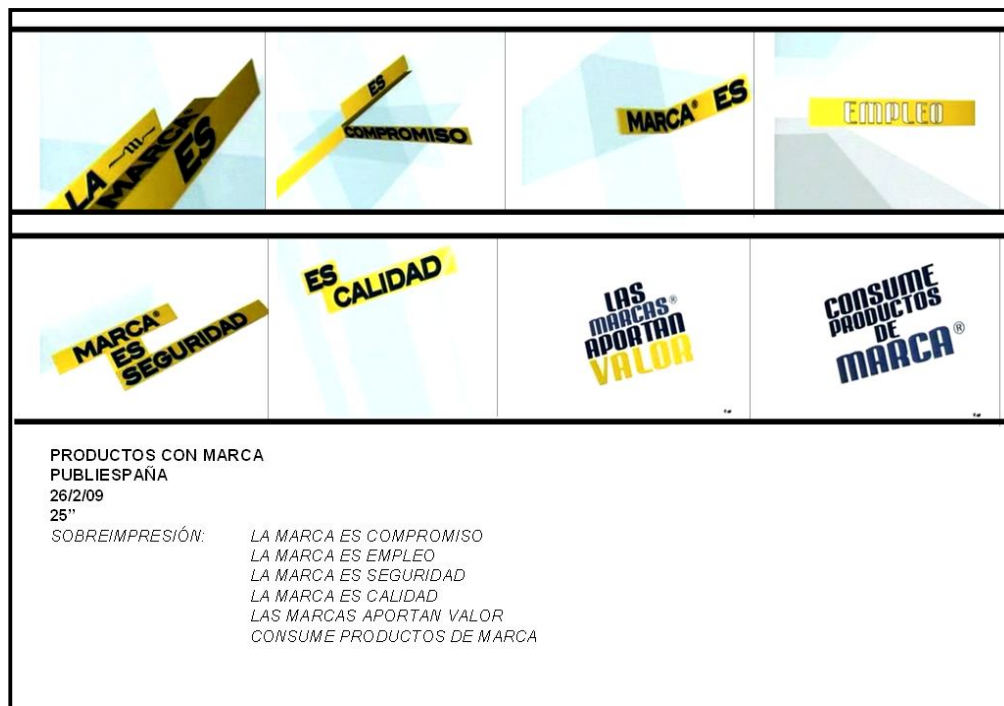 LA MARCA ES
ES
COMPROMISO
MARCA® ES
EMPLEO
MARCA®
ES
SEGURIDAD
ES
CALIDAD
LAS
MARCAS®
APORTAN
VALOR
CONSUME
PRODUCTOS
DE
MARCA®
PRODUCTOS CON MARCA
PUBLIESPAÑA
26/2/09
25”
SOBREIMPRESIÓN: LA MARCA ES COMPROMISO
LA MARCA ES EMPLEO
LA MARCA ES SEGURIDAD
LA MARCA ES CALIDAD
LAS MARCAS APORTAN VALOR
CONSUME PRODUCTOS DE MARCA